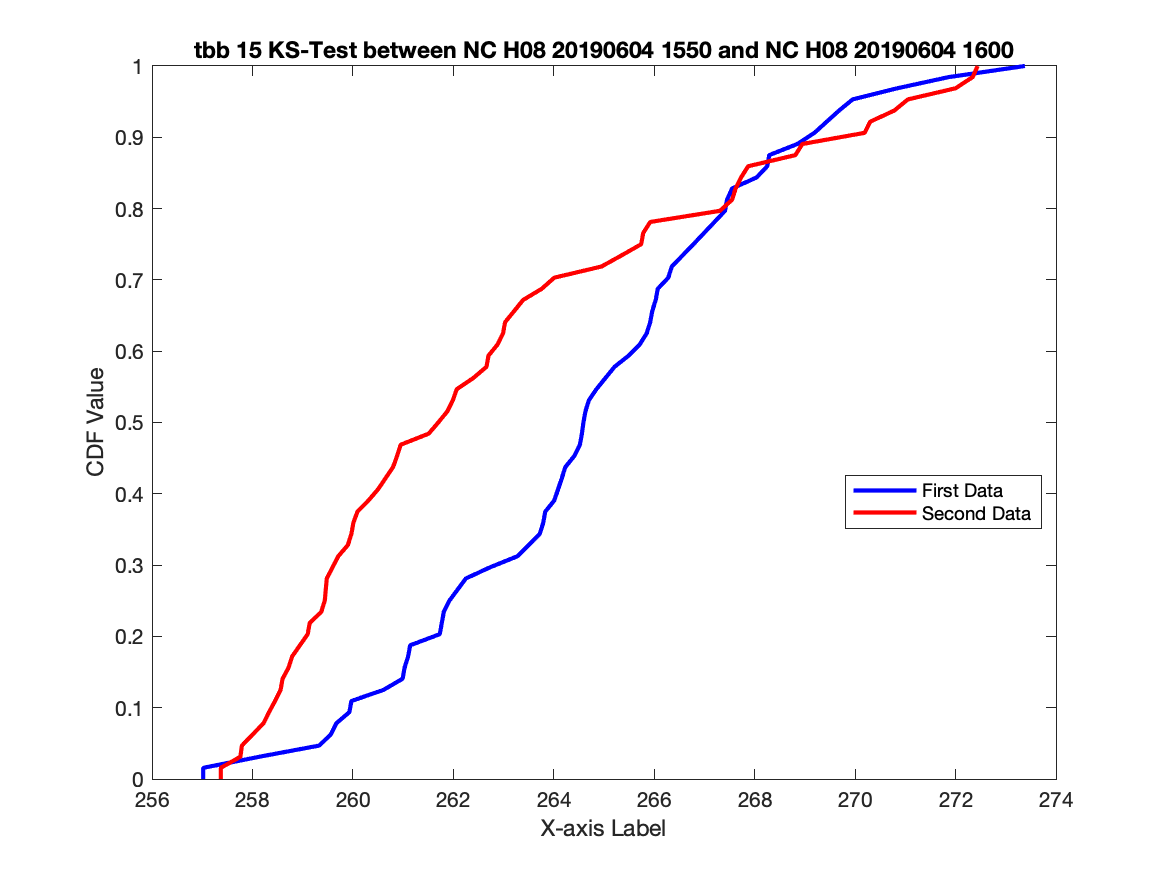 tbb 15 KS-Test between NC H08 20190604 1550 and NC H08 20190604 1600
1
0.9
0.8
0.7
0.6
0.5
0.4
0.3
0.2
0.1
0
CDF Value
First Data
Second Data
256 258 260 262 264 266 268 270 272 274
X-axis Label